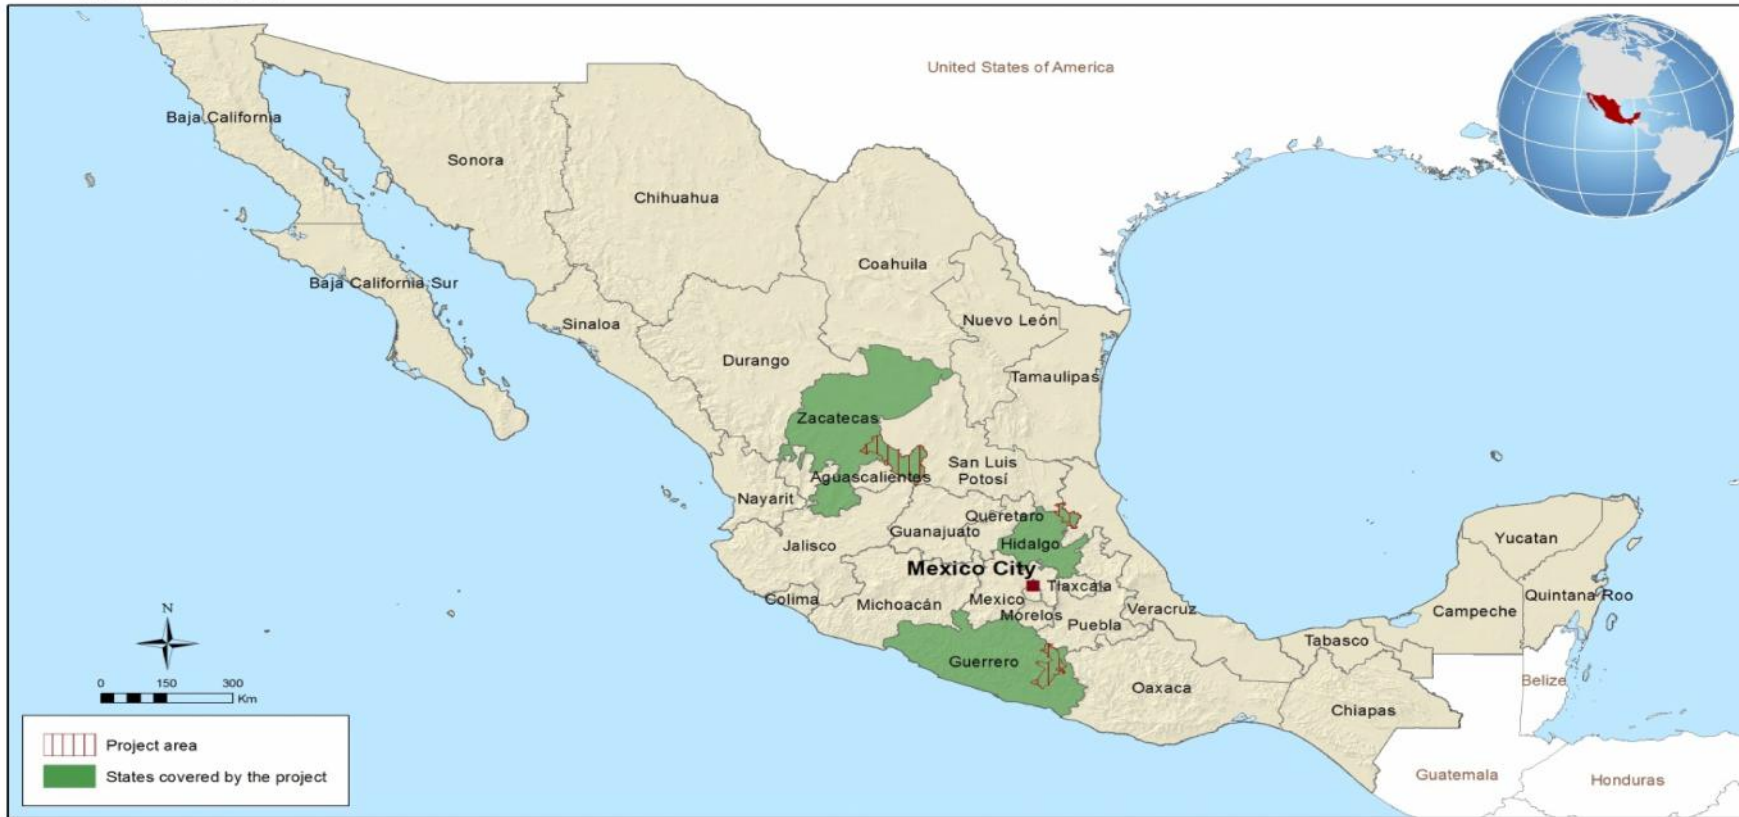 United States of America
Baja California
Sonora
Chihuahua
Coahuila
Baja California Sur
Sinaloa
Nuevo León
Durango
Tamaulipas
Zacatecas
San Luis
Potosí
Aguascalientes
Nayarit
Querétaro
Guanajuato
Jalisco
Hidalgo
Yucatan
Mexico City
Tlaxcala
Colima
Michoacán
Mexico
Morelos
Puebla
Veracruz
Campeche
Quintana Roo
Tabasco
Guerrero
Oaxaca
Belize
Chiapas
Guatemala
Honduras
N
0 150 300
Km
Project area
States covered by the project